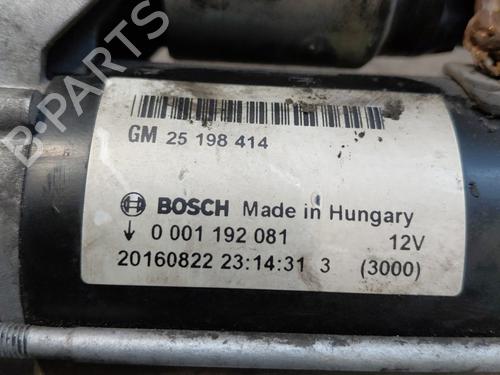 GM 25 198 414
BOSCH Made in Hungary
0 001 192 081 12V
20160822 23:14:31 3 (3000)
B-PARTS